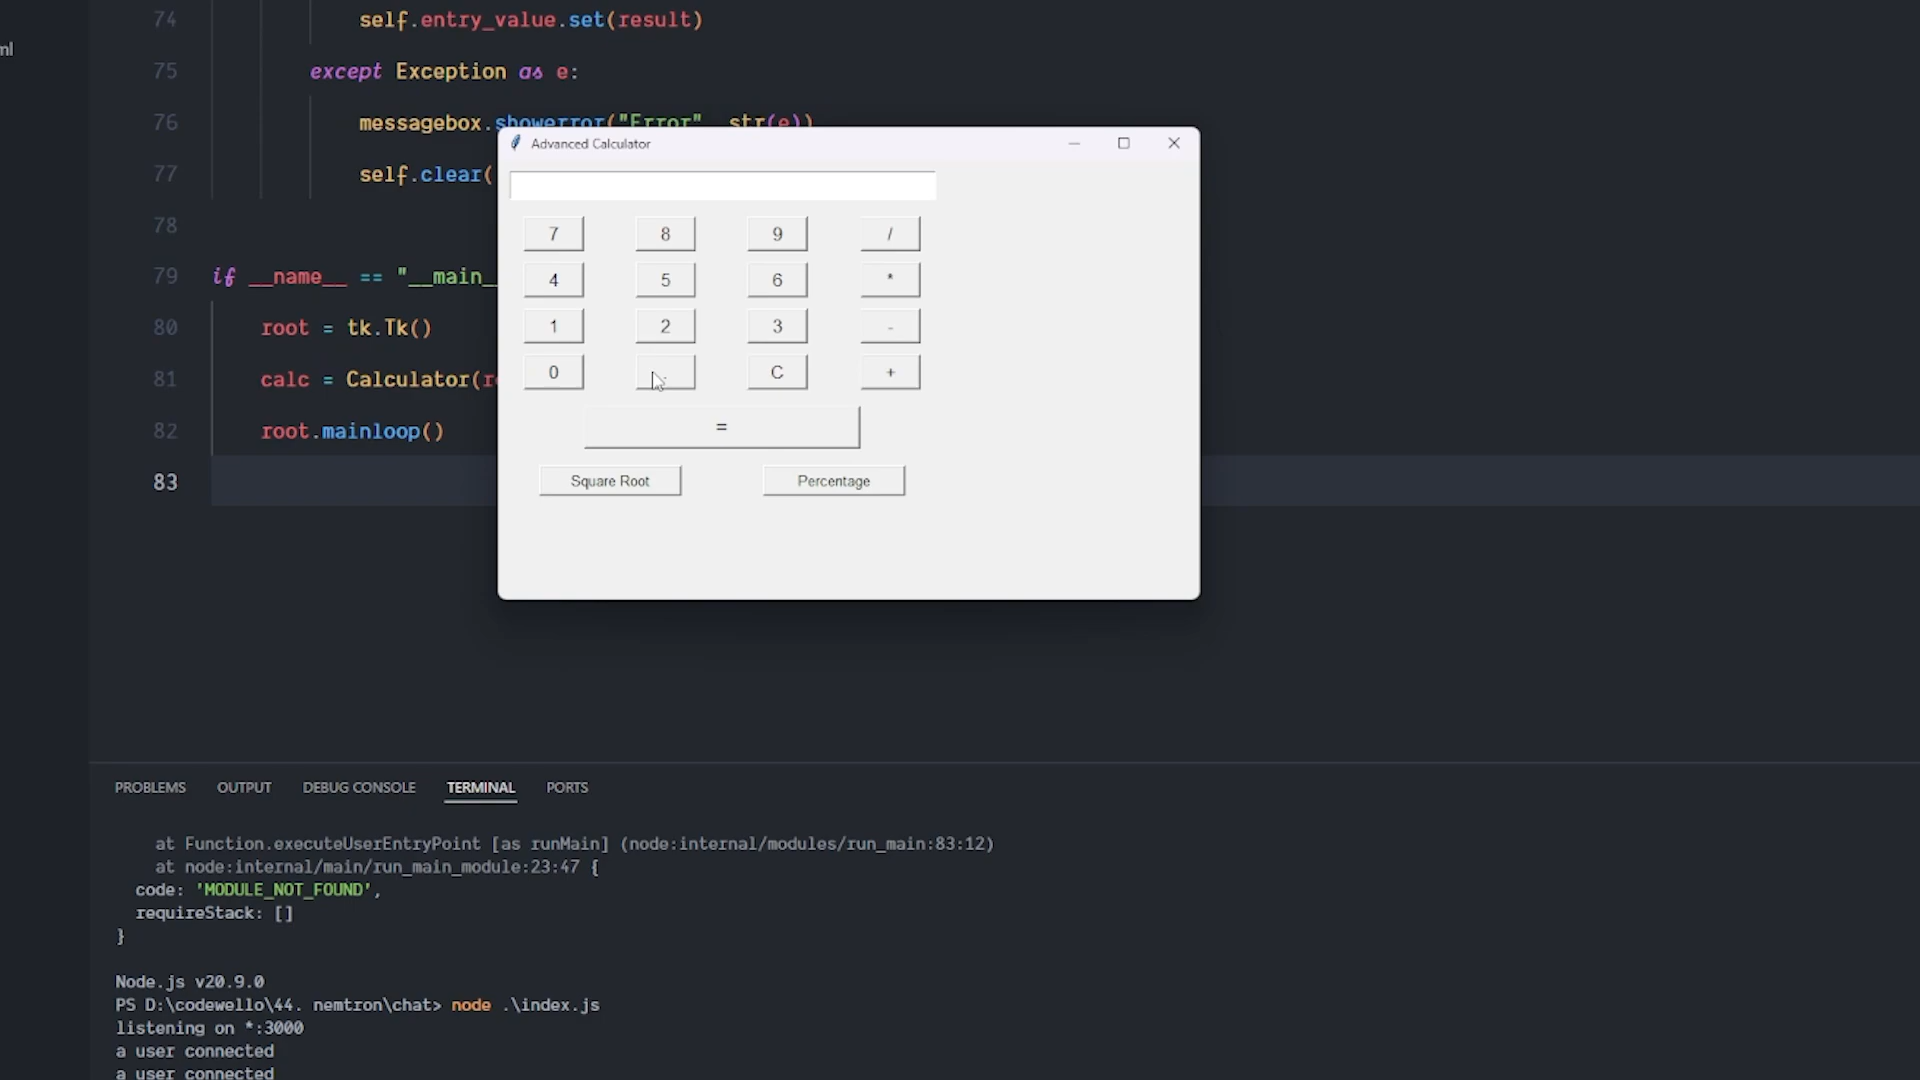 ml
74 self.entry_value.set(result)
75 except Exception as e:
76 messagebox.showerror("Error", str(e))
77 self.clear(
78
79 if __name__ == "__main_
80 root = tk.Tk()
81 calc = Calculator(r
82 root.mainloop()
83
Advanced Calculator
7 8 9 /
4 5 6 *
1 2 3 -
0 . C +
=
Square Root Percentage
PROBLEMS OUTPUT DEBUG CONSOLE TERMINAL PORTS
at Function.executeUserEntryPoint [as runMain] (node:internal/modules/run_main:83:12)
at node:internal/main/run_main_module:23:47 {
code: 'MODULE_NOT_FOUND',
requireStack: []
}
Node.js v20.9.0
PS D:\codewello\44. nemtron\chat> node .\index.js
listening on *:3000
a user connected
a user connected